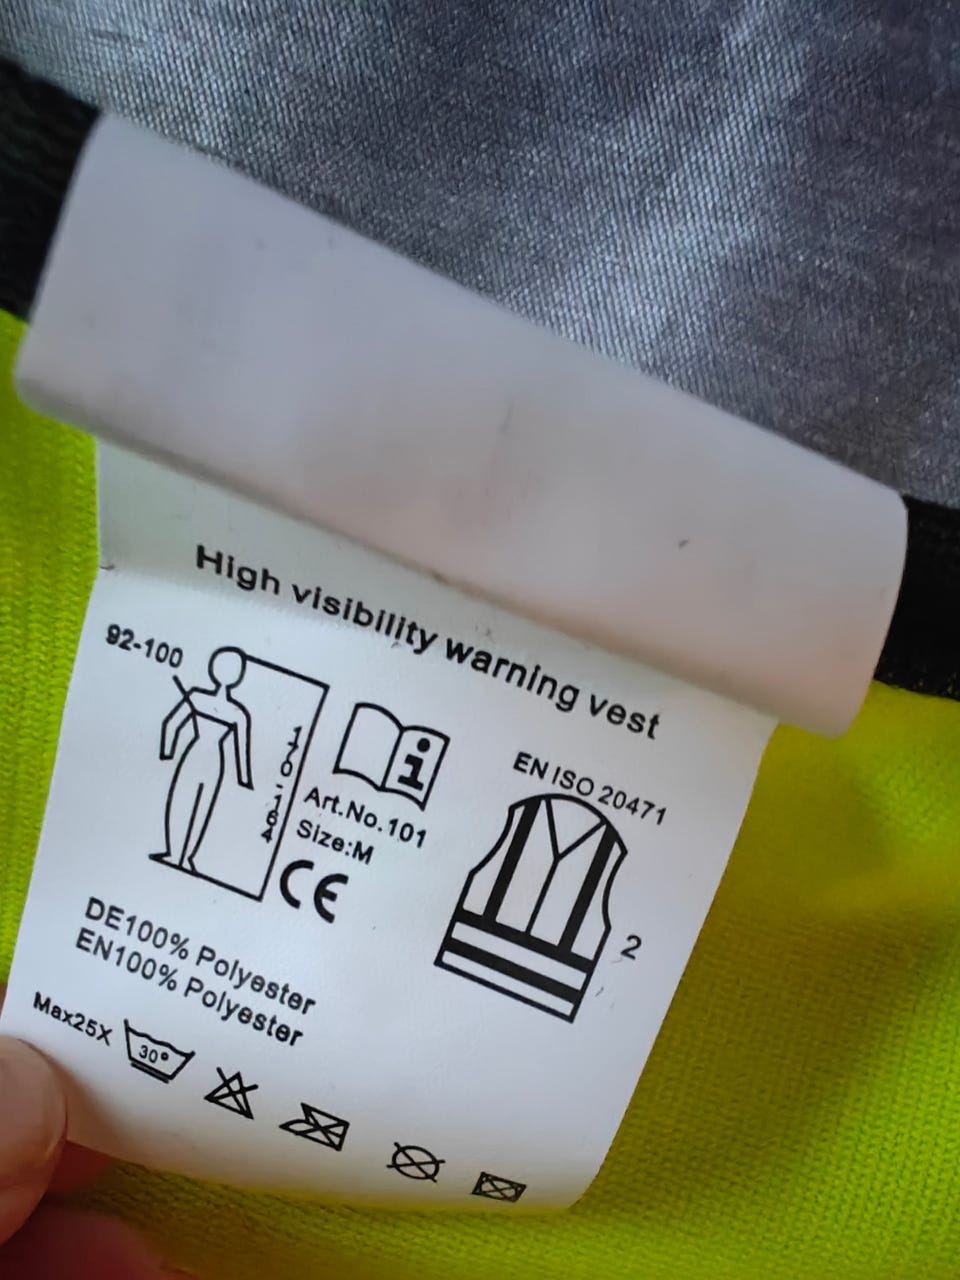 High visibility warning vest
92-100
170-164
i
EN ISO 20471
Art.No.101
Size:M
CE
2
DE100% Polyester
EN100% Polyester
Max25X
30°